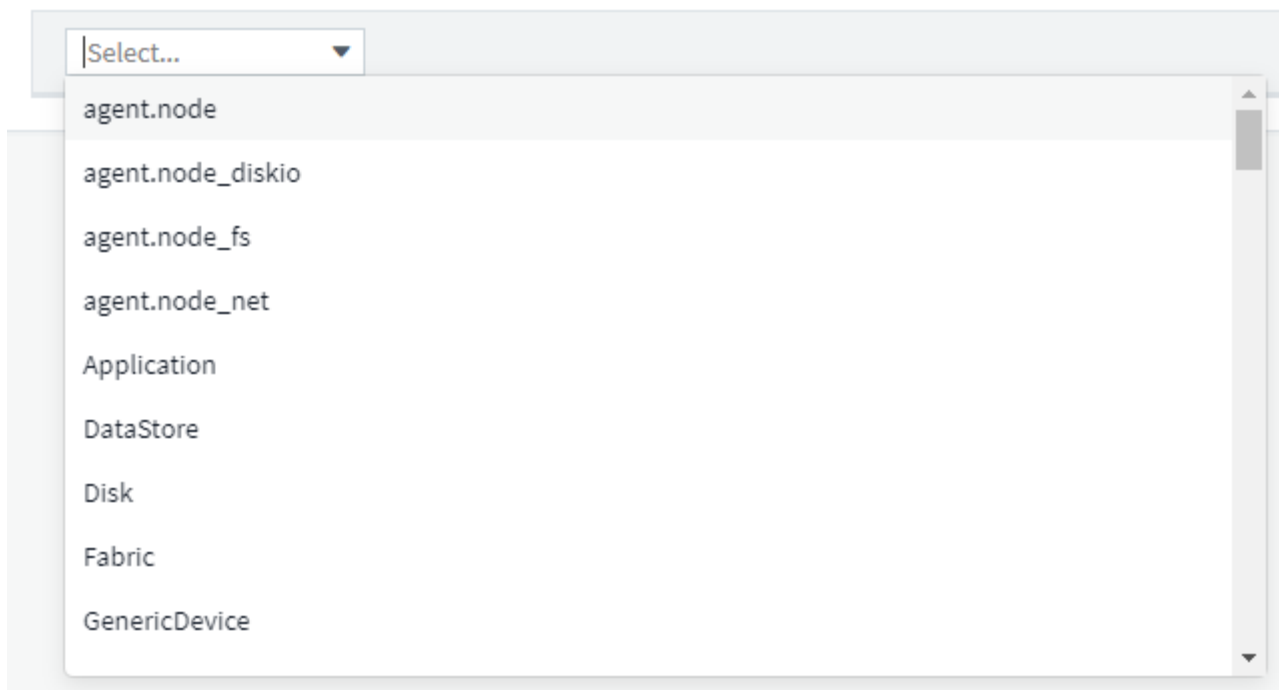 Select...
agent.node
agent.node_diskio
agent.node_fs
agent.node_net
Application
DataStore
Disk
Fabric
GenericDevice